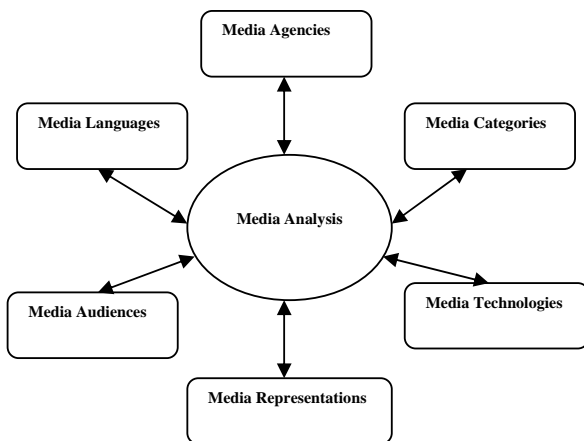 Media Agencies
Media Languages
Media Categories
Media Analysis
Media Audiences
Media Technologies
Media Representations